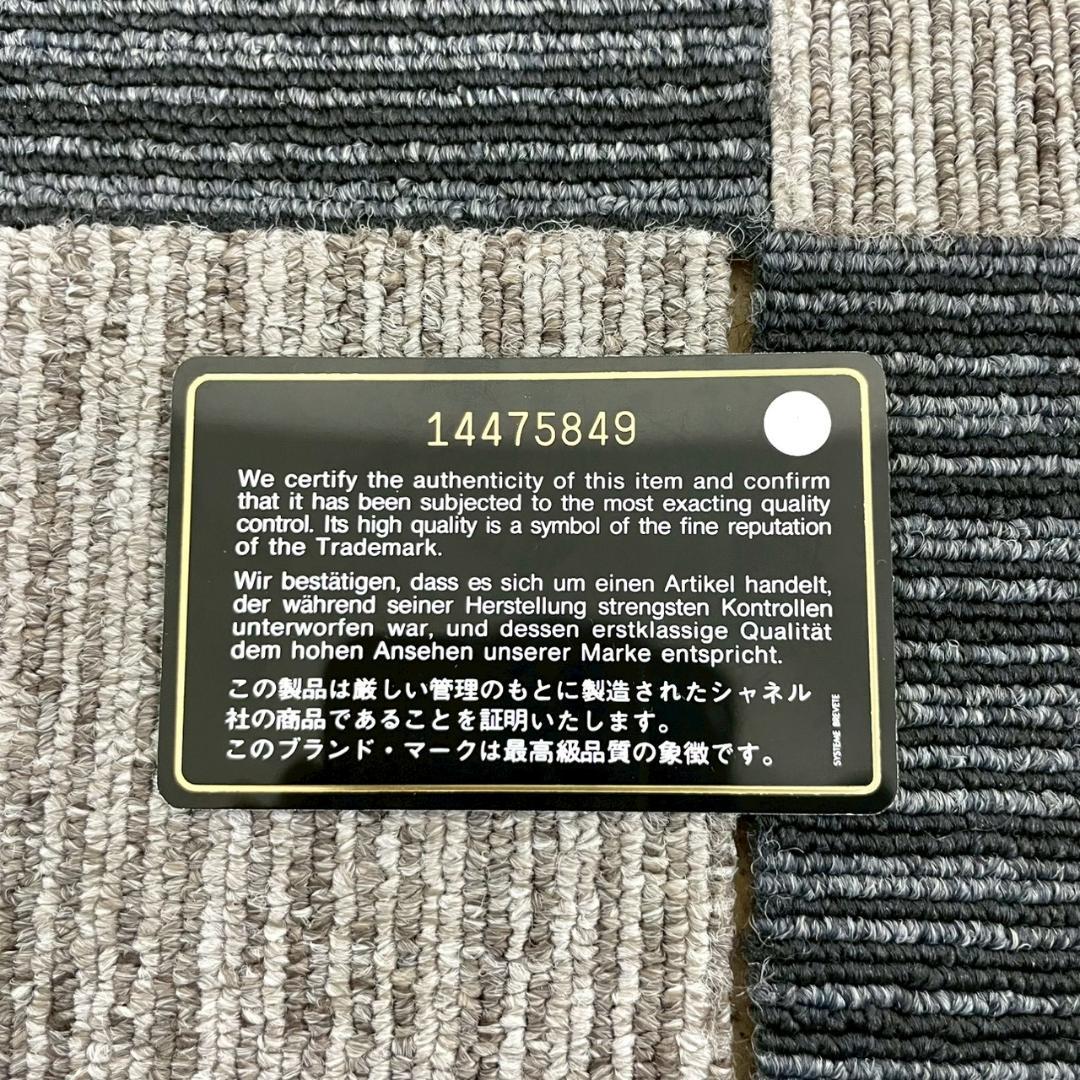 14475849
We certify the authenticity of this item and confirm
that it has been subjected to the most exacting quality
control. Its high quality is a symbol of the fine reputation
of the Trademark.
Wir bestätigen, dass es sich um einen Artikel handelt,
der während seiner Herstellung strengsten Kontrollen
unterworfen war, und dessen erstklassige Qualität
dem hohen Ansehen unserer Marke entspricht.
この製品は厳しい管理のもとに製造されたシャネル
社の商品であることを証明いたします。
このブランド・マークは最高級品質の象徴です。
SYSTEME BREVETE